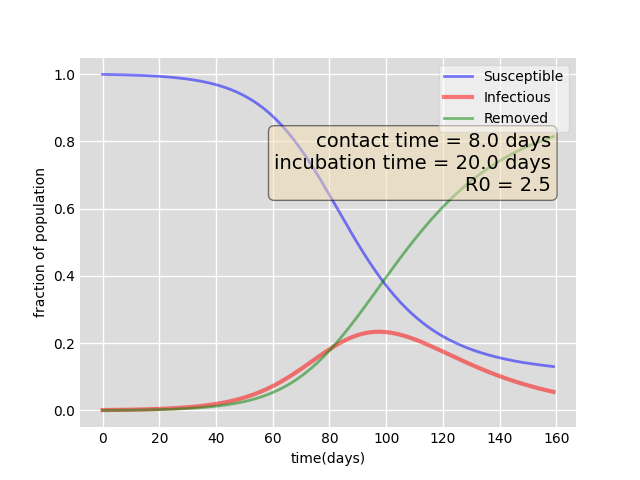 Susceptible
Infectious
Removed
contact time = 8.0 days
incubation time = 20.0 days
R0 = 2.5
fraction of population
1.0
0.8
0.6
0.4
0.2
0.0
0 20 40 60 80 100 120 140 160
time(days)